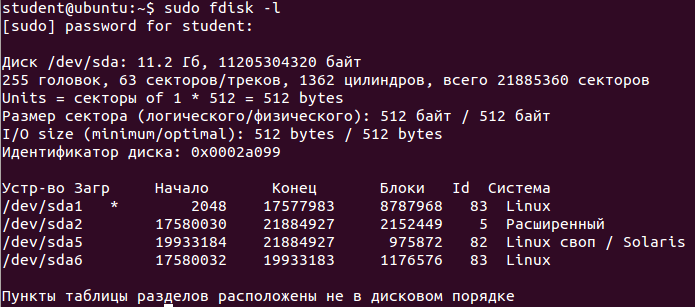 student@ubuntu:~$ sudo fdisk -l
[sudo] password for student:
Диск /dev/sda: 11.2 Гб, 11205304320 байт
255 головок, 63 секторов/треков, 1362 цилиндров, всего 21885360 секторов
Units = секторы of 1 * 512 = 512 bytes
Размер сектора (логического/физического): 512 байт / 512 байт
I/O size (minimum/optimal): 512 bytes / 512 bytes
Идентификатор диска: 0x0002a099
Устр-во Загр Начало Конец Блоки Id Система
/dev/sda1 * 2048 17577983 8787968 83 Linux
/dev/sda2 17580030 21884927 2152449 5 Расширенный
/dev/sda5 19933184 21884927 975872 82 Linux своп / Solaris
/dev/sda6 17580032 19933183 1176576 83 Linux
Пункты таблицы разделов расположены не в дисковом порядке